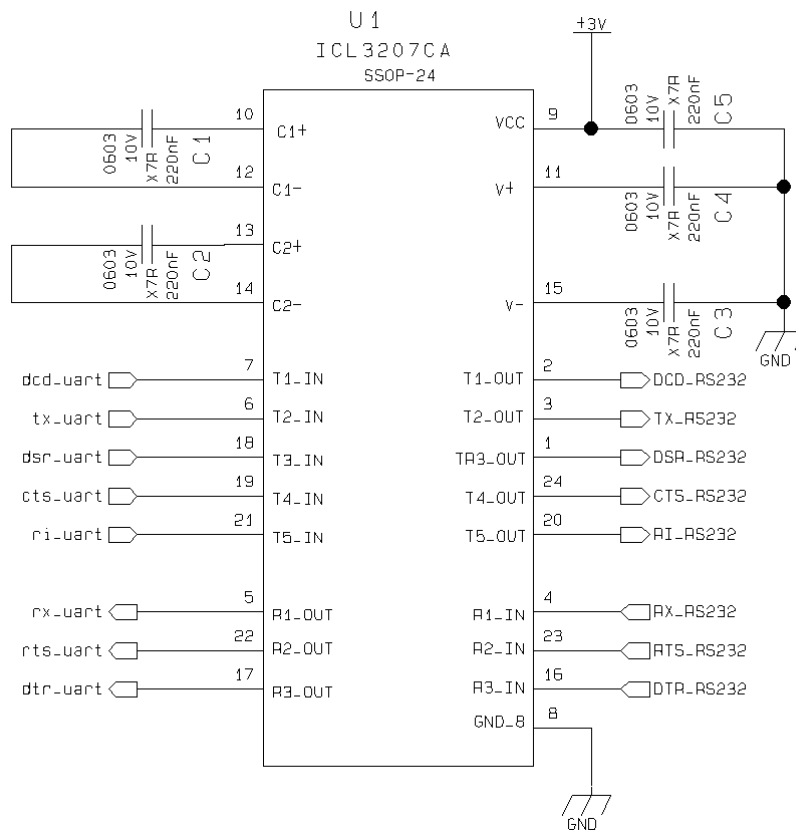 U1
ICL3207CA
SSOP-24
+3V
10
C1+
12
C1-
0603
10V
X7R
220nF
C1
13
C2+
14
C2-
0603
10V
X7R
220nF
C2
VCC
9
0603
10V
X7R
220nF
C5
V+
11
0603
10V
X7R
220nF
C4
V-
15
0603
10V
X7R
220nF
C3
GND
dcd_uart 7 T1_IN T1_OUT 2 DCD_RS232
tx_uart 6 T2_IN T2_OUT 3 TX_RS232
dsr_uart 18 T3_IN TR3_OUT 1 DSR_RS232
cts_uart 19 T4_IN T4_OUT 24 CTS_RS232
ri_uart 21 T5_IN T5_OUT 20 RI_RS232
rx_uart 5 R1_OUT R1_IN 4 RX_RS232
rts_uart 22 R2_OUT R2_IN 23 RTS_RS232
dtr_uart 17 R3_OUT R3_IN 16 DTR_RS232
GND_8 8
GND